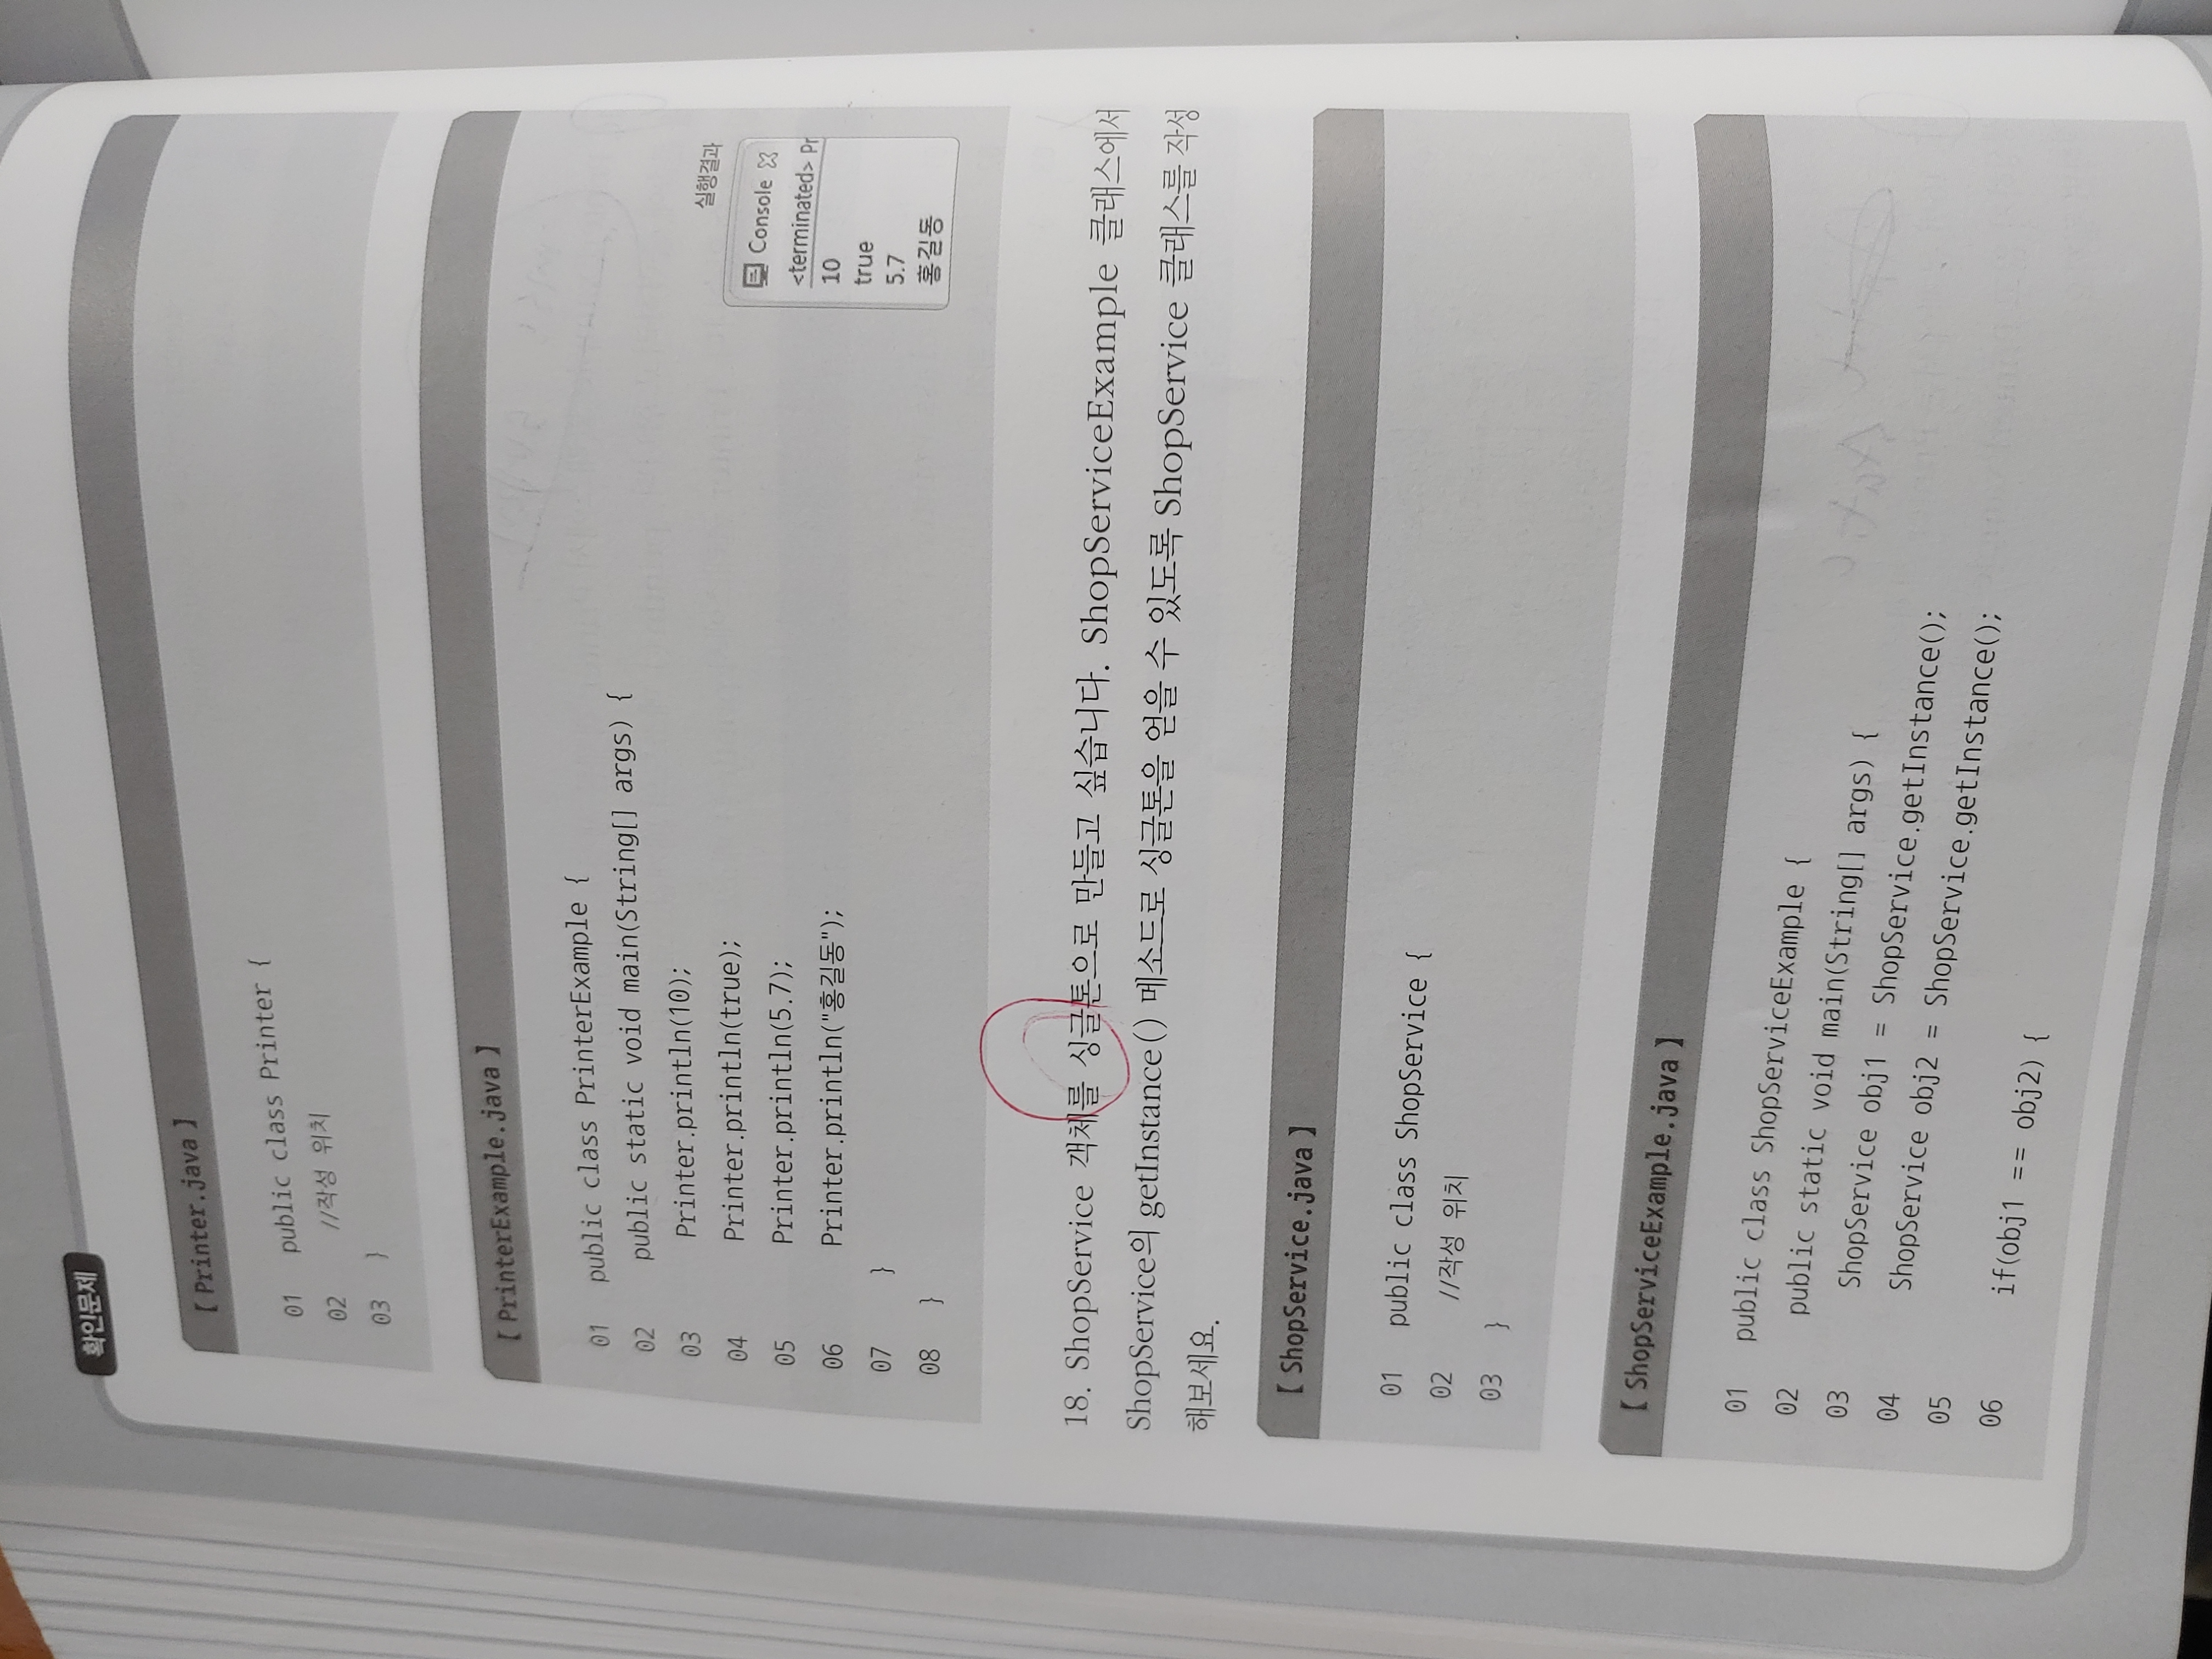 확인문제
【 Printer.java 】
01 public class Printer {
02 //작성 위치
03 }
【 PrinterExample.java 】
01 public class PrinterExample {
02 public static void main(String[] args) {
03 Printer.println(10);
04 Printer.println(true);
05 Printer.println(5.7);
06 Printer.println("홍길동");
07 }
08 }
실행결과
Console
<terminated> Pr
10
true
5.7
홍길동
18. ShopService 객체를 싱글톤으로 만들고 싶습니다. ShopServiceExample 클래스에서
ShopService의 getInstance() 메소드로 싱글톤을 얻을 수 있도록 ShopService 클래스를 작성
해보세요.
【 ShopService.java 】
01 public class ShopService {
02 //작성 위치
03 }
【 ShopServiceExample.java 】
01 public class ShopServiceExample {
02 public static void main(String[] args) {
03 ShopService obj1 = ShopService.getInstance();
04 ShopService obj2 = ShopService.getInstance();
05
06 if(obj1 == obj2) {